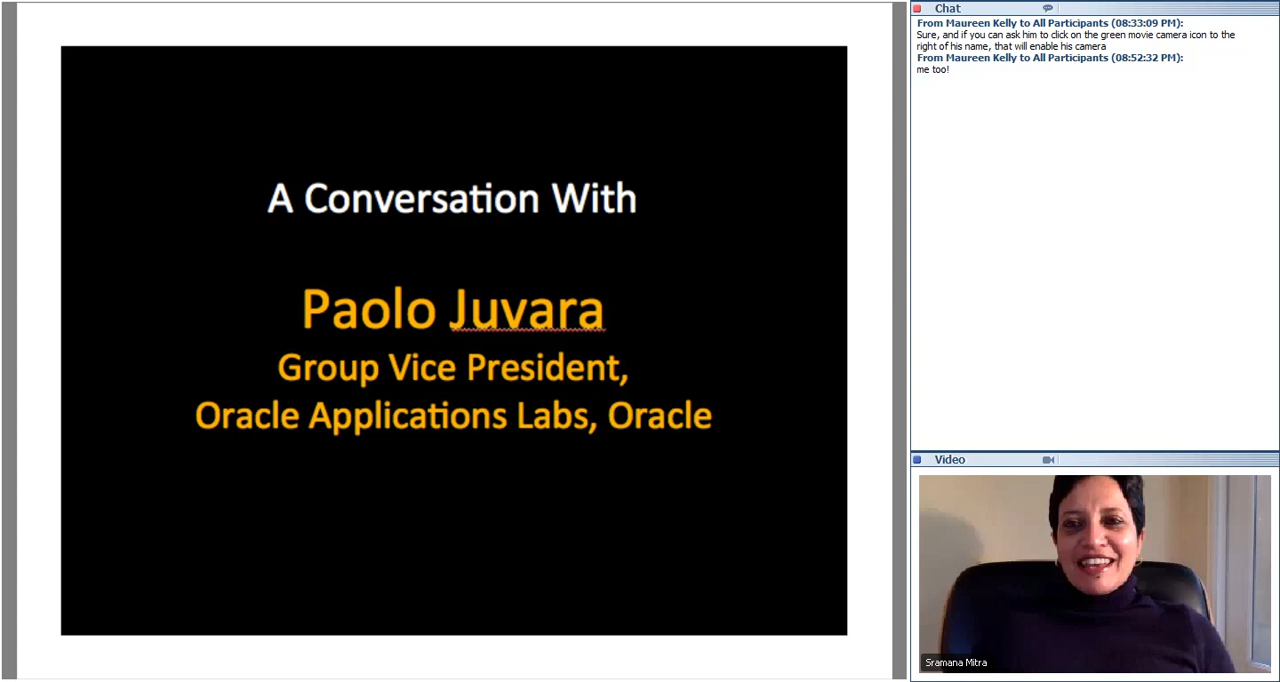 A Conversation With
Paolo Juvara
Group Vice President,
Oracle Applications Labs, Oracle
Chat
From Maureen Kelly to All Participants (08:33:09 PM):
Sure, and if you can ask him to click on the green movie camera icon to the
right of his name, that will enable his camera
From Maureen Kelly to All Participants (08:52:32 PM):
me too!
Video
Sramana Mitra